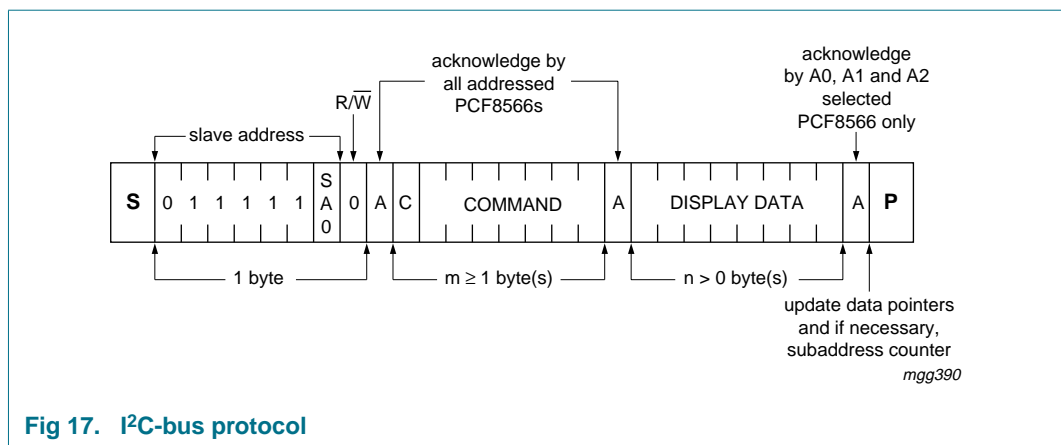 acknowledge by
all addressed
PCF8566s
acknowledge
by A0, A1 and A2
selected
PCF8566 only
R/W̅
slave address
S 0 1 1 1 1 1 SA0 0 A C COMMAND A DISPLAY DATA A P
1 byte
m ≥ 1 byte(s)
n > 0 byte(s)
update data pointers
and if necessary,
subaddress counter
mgg390
Fig 17. I²C-bus protocol